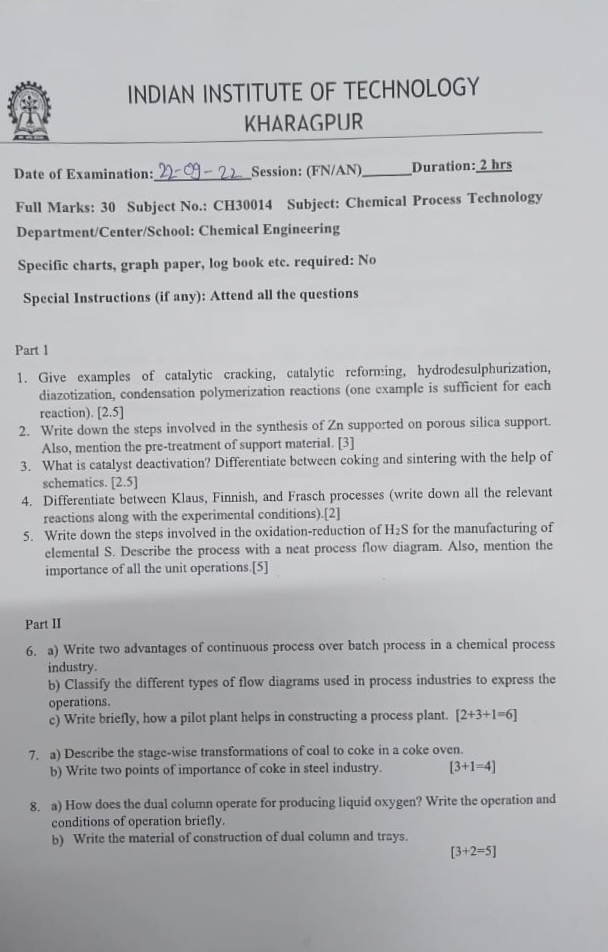 INDIAN INSTITUTE OF TECHNOLOGY
KHARAGPUR
Date of Examination: 22-09-22 Session: (FN/AN)______ Duration: 2 hrs
Full Marks: 30 Subject No.: CH30014 Subject: Chemical Process Technology
Department/Center/School: Chemical Engineering
Specific charts, graph paper, log book etc. required: No
Special Instructions (if any): Attend all the questions
Part 1
1. Give examples of catalytic cracking, catalytic reforming, hydrodesulphurization,
diazotization, condensation polymerization reactions (one example is sufficient for each
reaction). [2.5]
2. Write down the steps involved in the synthesis of Zn supported on porous silica support.
Also, mention the pre-treatment of support material. [3]
3. What is catalyst deactivation? Differentiate between coking and sintering with the help of
schematics. [2.5]
4. Differentiate between Klaus, Finnish, and Frasch processes (write down all the relevant
reactions along with the experimental conditions).[2]
5. Write down the steps involved in the oxidation-reduction of H2S for the manufacturing of
elemental S. Describe the process with a neat process flow diagram. Also, mention the
importance of all the unit operations.[5]
Part II
6. a) Write two advantages of continuous process over batch process in a chemical process
industry.
b) Classify the different types of flow diagrams used in process industries to express the
operations.
c) Write briefly, how a pilot plant helps in constructing a process plant. [2+3+1=6]
7. a) Describe the stage-wise transformations of coal to coke in a coke oven.
b) Write two points of importance of coke in steel industry. [3+1=4]
8. a) How does the dual column operate for producing liquid oxygen? Write the operation and
conditions of operation briefly.
b) Write the material of construction of dual column and trays.
[3+2=5]